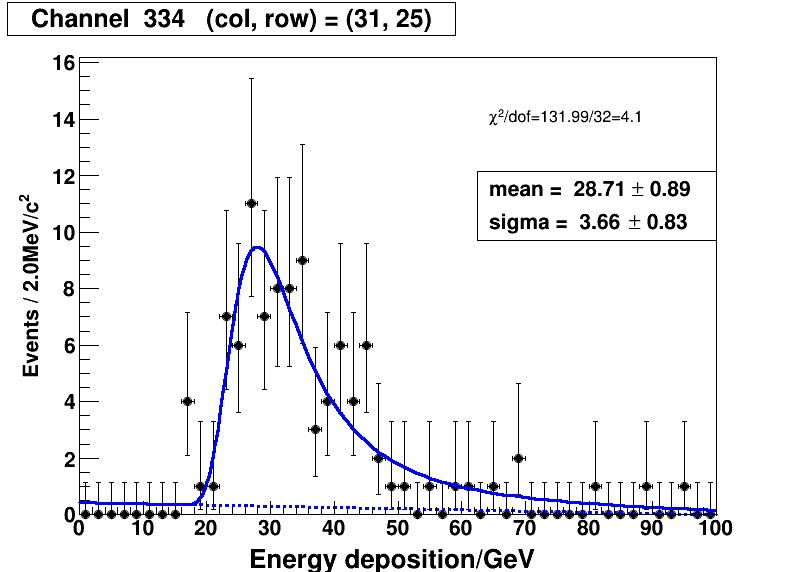 Channel 334 (col, row) = (31, 25)
χ²/dof=131.99/32=4.1
mean = 28.71 ± 0.89
sigma = 3.66 ± 0.83
Events / 2.0MeV/c²
16
14
12
10
8
6
4
2
0
0 10 20 30 40 50 60 70 80 90 100
Energy deposition/GeV